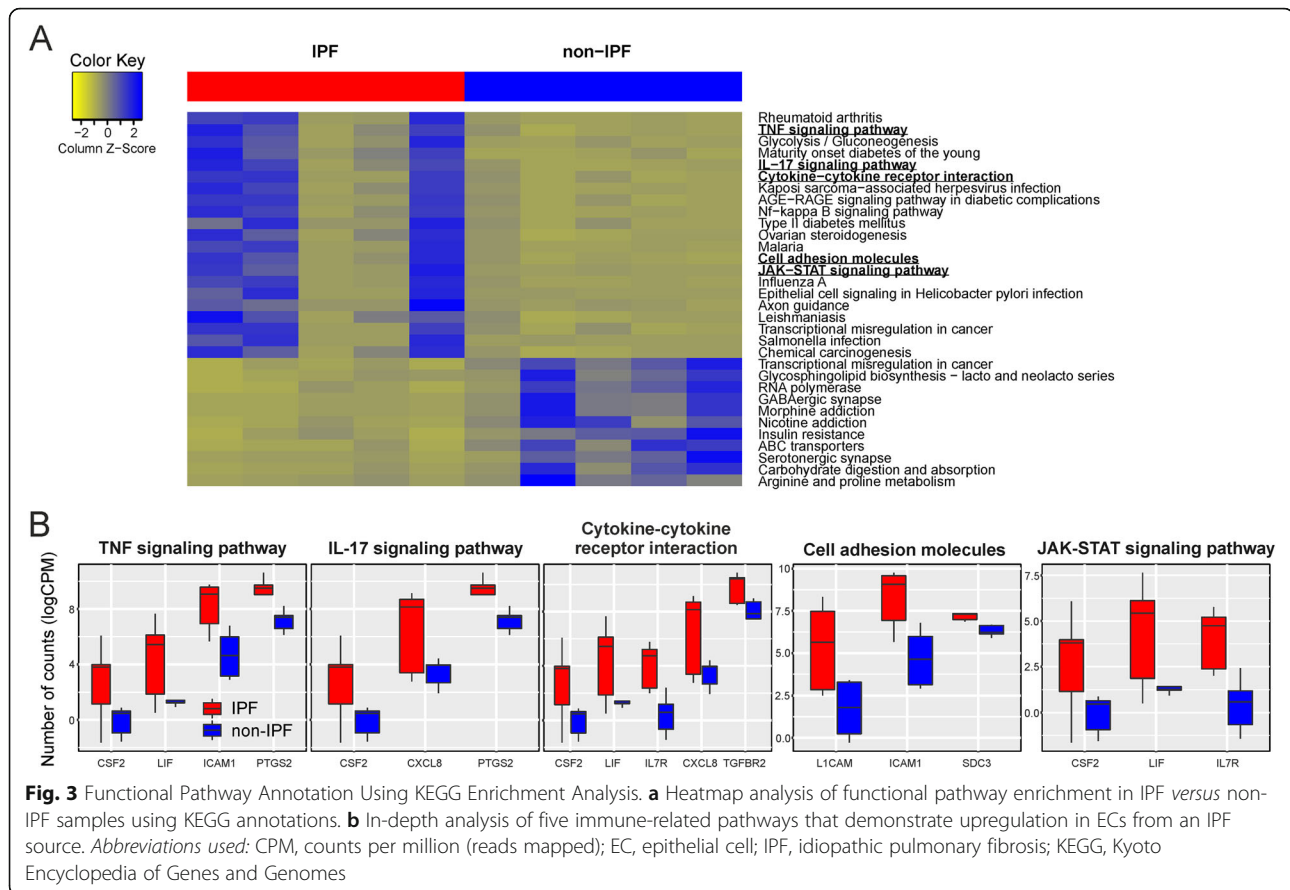 A
IPF
non-IPF
Color Key
-2 0 2
Column Z-Score
Rheumatoid arthritis
TNF signaling pathway
Glycolysis / Gluconeogenesis
Maturity onset diabetes of the young
IL-17 signaling pathway
Cytokine-cytokine receptor interaction
Kaposi sarcoma-associated herpesvirus infection
AGE-RAGE signaling pathway in diabetic complications
Nf-kappa B signaling pathway
Type II diabetes mellitus
Ovarian steroidogenesis
Malaria
Cell adhesion molecules
JAK-STAT signaling pathway
Influenza A
Epithelial cell signaling in Helicobacter pylori infection
Axon guidance
Leishmaniasis
Transcriptional misregulation in cancer
Salmonella infection
Chemical carcinogenesis
Transcriptional misregulation in cancer
Glycosphingolipid biosynthesis - lacto and neolacto series
RNA polymerase
GABAergic synapse
Morphine addiction
Nicotine addiction
Insulin resistance
ABC transporters
Serotonergic synapse
Carbohydrate digestion and absorption
Arginine and proline metabolism
B
Number of counts (logCPM)
TNF signaling pathway
8
4
0
IPF
non-IPF
CSF2 LIF ICAM1 PTGS2
IL-17 signaling pathway
CSF2 CXCL8 PTGS2
Cytokine-cytokine
receptor interaction
CSF2 LIF IL7R CXCL8 TGFBR2
Cell adhesion molecules
10.0
7.5
5.0
2.5
0.0
L1CAM ICAM1 SDC3
JAK-STAT signaling pathway
7.5
5.0
2.5
0.0
CSF2 LIF IL7R
Fig. 3 Functional Pathway Annotation Using KEGG Enrichment Analysis. a Heatmap analysis of functional pathway enrichment in IPF versus non-
IPF samples using KEGG annotations. b In-depth analysis of five immune-related pathways that demonstrate upregulation in ECs from an IPF
source. Abbreviations used: CPM, counts per million (reads mapped); EC, epithelial cell; IPF, idiopathic pulmonary fibrosis; KEGG, Kyoto
Encyclopedia of Genes and Genomes